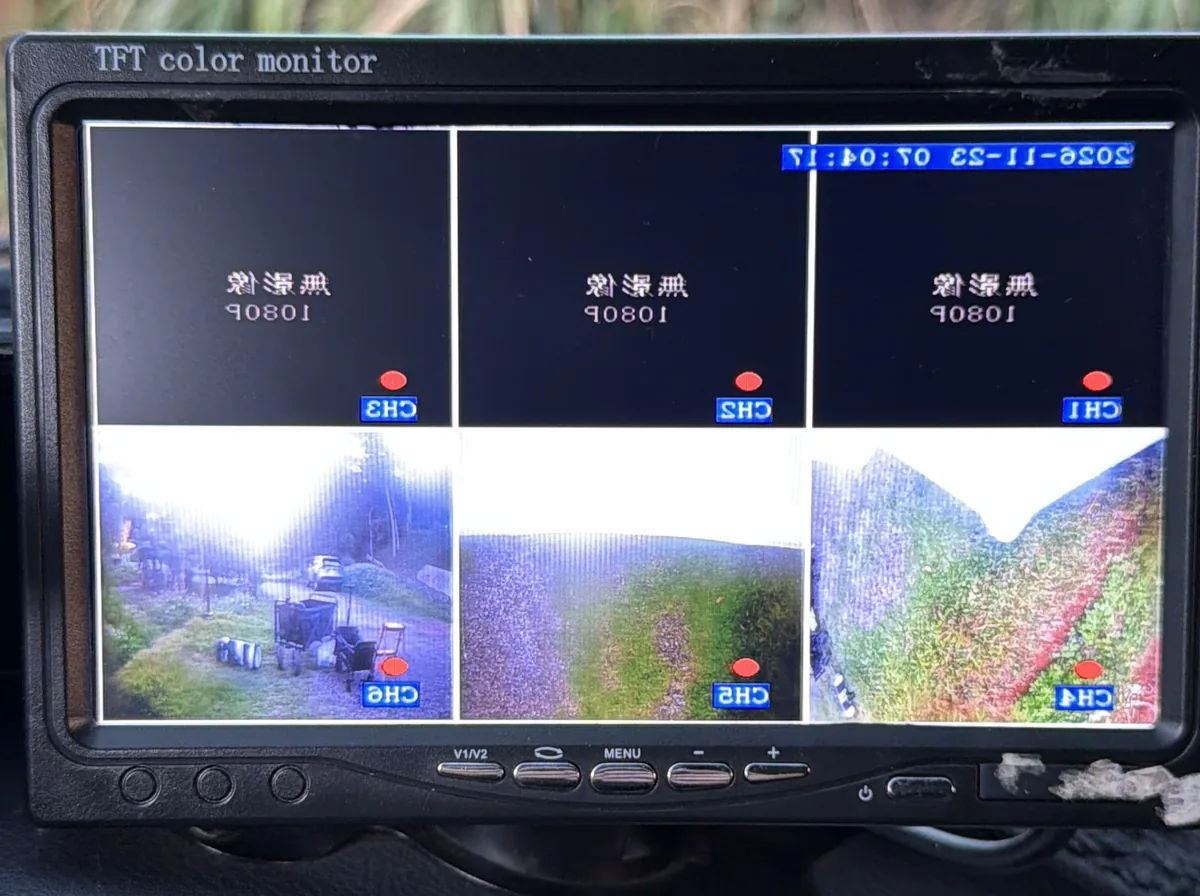 TFT color monitor
2026-11-23 07:04:17
無影像
1080P
CH3
無影像
1080P
CH2
無影像
1080P
CH1
CH6
CH5
CH4
V1/V2
MENU
-
+